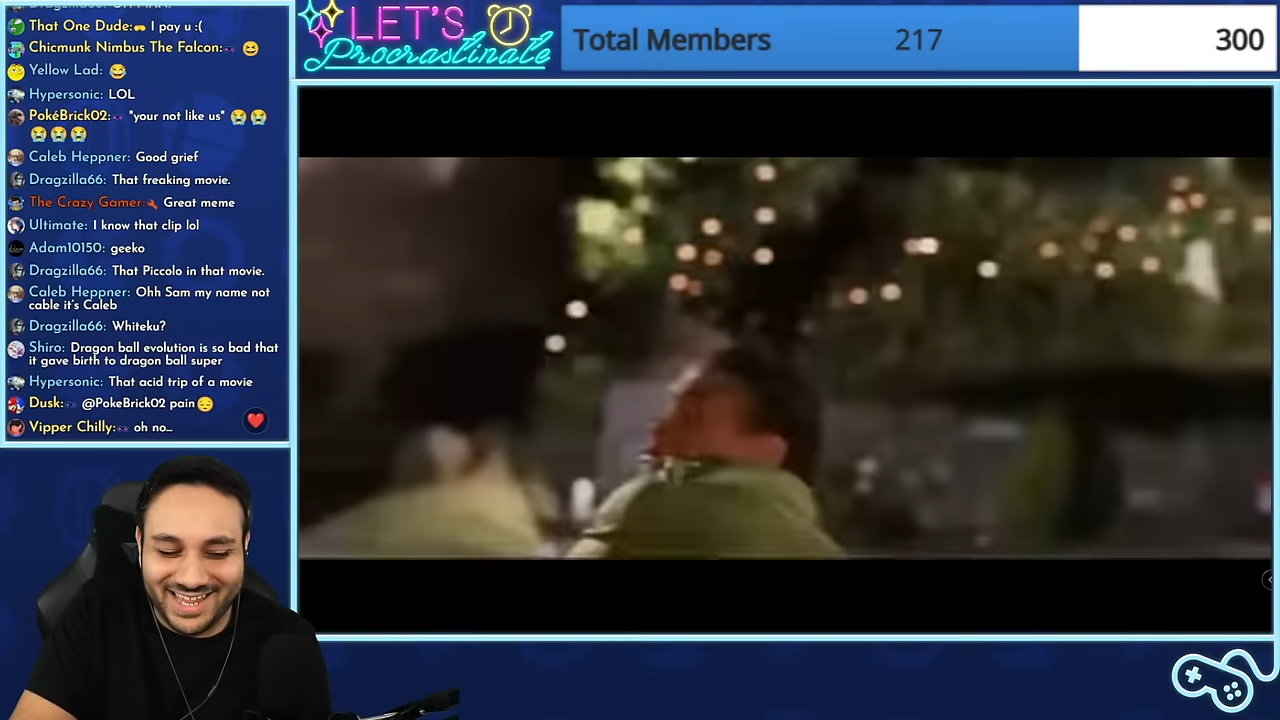 That One Dude: I pay u :(
Chicmunk Nimbus The Falcon: 😆
Yellow Lad: 😂
Hypersonic: LOL
PokéBrick02: "your not like us" 😭😭
😭😭😭
Caleb Heppner: Good grief
Dragzilla66: That freaking movie.
The Crazy Gamer: Great meme
Ultimate: I know that clip lol
Adam10150: geeko
Dragzilla66: That Piccolo in that movie.
Caleb Heppner: Ohh Sam my name not
cable it's Caleb
Dragzilla66: Whiteku?
Shiro: Dragon ball evolution is so bad that
it gave birth to dragon ball super
Hypersonic: That acid trip of a movie
Dusk: @PokeBrick02 pain😔
Vipper Chilly: oh no...
LET'S
Procrastinate
Total Members 217 300